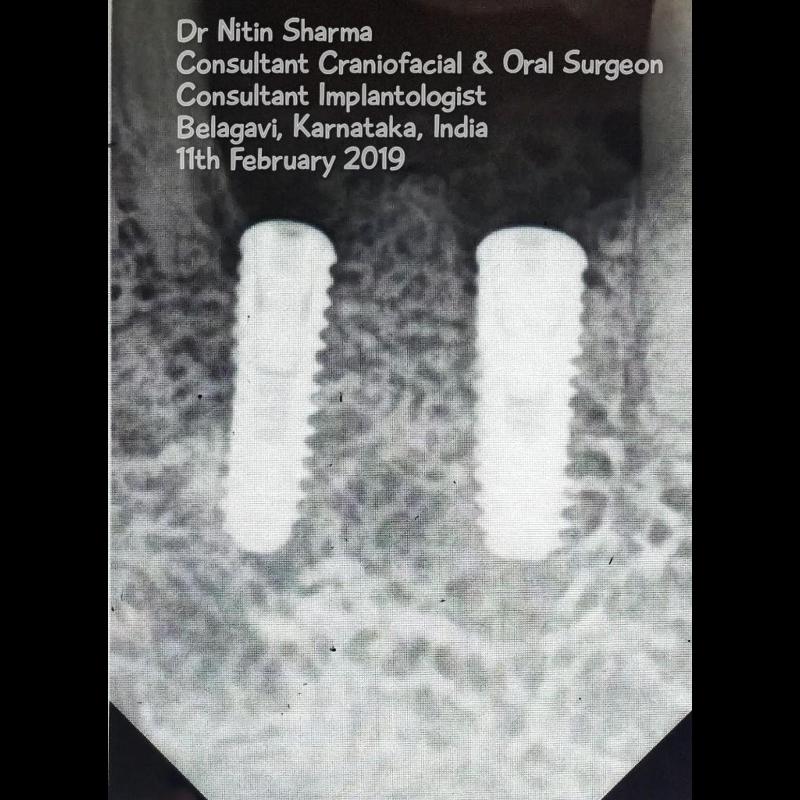 Dr Nitin Sharma
Consultant Craniofacial & Oral Surgeon
Consultant Implantologist
Belagavi, Karnataka, India
11th February 2019